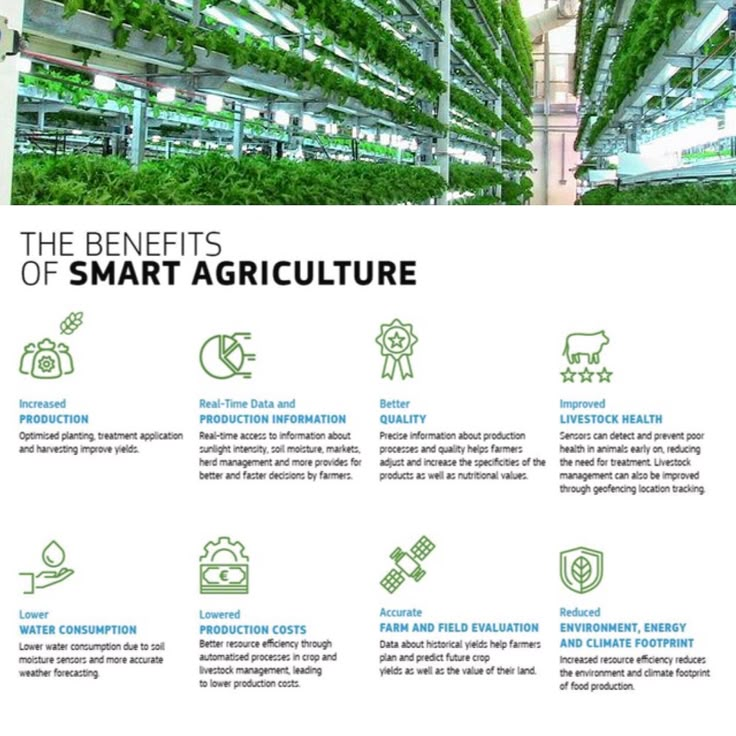 THE BENEFITS
OF SMART AGRICULTURE
Increased
PRODUCTION
Optimised planting, treatment application
and harvesting improve yields.
Real-Time Data and
PRODUCTION INFORMATION
Real-time access to information about
sunlight intensity, soil moisture, markets,
herd management and more provides for
better and faster decisions by farmers.
Better
QUALITY
Precise information about production
processes and quality helps farmers
adjust and increase the specificities of the
products as well as nutritional values.
Improved
LIVESTOCK HEALTH
Sensors can detect and prevent poor
health in animals early on, reducing
the need for treatment. Livestock
management can also be improved
through geofencing location tracking.
Lower
WATER CONSUMPTION
Lower water consumption due to soil
moisture sensors and more accurate
weather forecasting.
Lowered
PRODUCTION COSTS
Better resource efficiency through
automatised processes in crop and
livestock management, leading
to lower production costs.
Accurate
FARM AND FIELD EVALUATION
Data about historical yields help farmers
plan and predict future crop
yields as well as the value of their land.
Reduced
ENVIRONMENT, ENERGY
AND CLIMATE FOOTPRINT
Increased resource efficiency reduces
the environment and climate footprint
of food production.